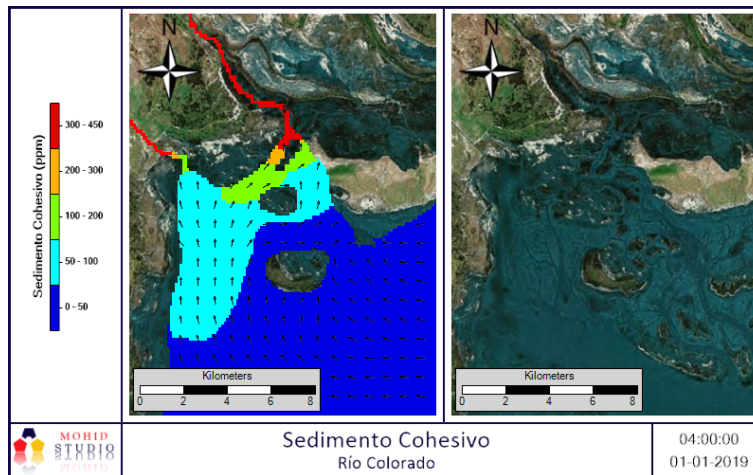 Sedimento Cohesivo (ppm)
300 - 450
200 - 300
100 - 200
50 - 100
0 - 50
N
Kilometers
0 2 4 6 8
N
Kilometers
0 2 4 6 8
MOHID
STUDIO
Sedimento Cohesivo
Río Colorado
04:00:00
01-01-2019